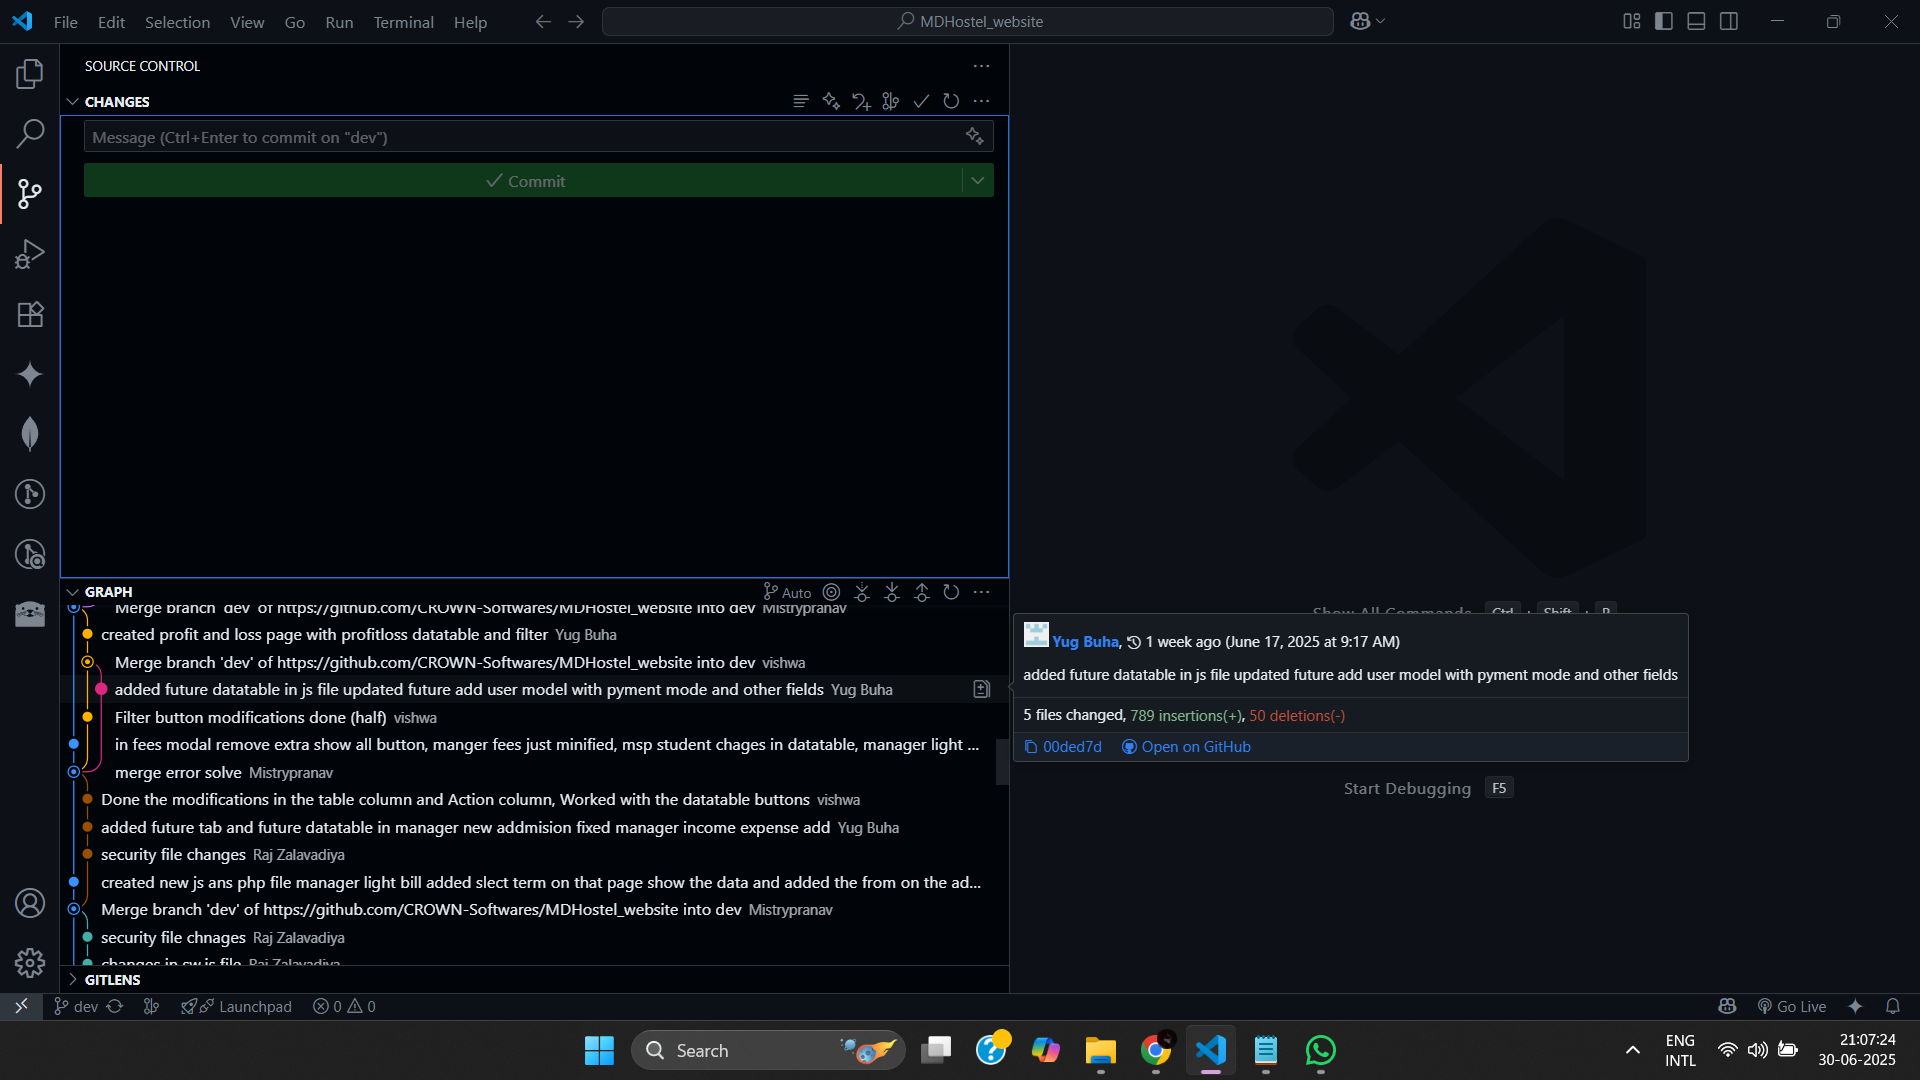 File Edit Selection View Go Run Terminal Help
MDHostel_website
SOURCE CONTROL
CHANGES
Message (Ctrl+Enter to commit on "dev")
Commit
GRAPH
Auto
Merge branch 'dev' of https://github.com/CROWN-Softwares/MDHostel_website into dev Mistrypranav
created profit and loss page with profitloss datatable and filter Yug Buha
Merge branch 'dev' of https://github.com/CROWN-Softwares/MDHostel_website into dev vishwa
added future datatable in js file updated future add user model with pyment mode and other fields Yug Buha
Filter button modifications done (half) vishwa
in fees modal remove extra show all button, manger fees just minified, msp student chages in datatable, manager light ...
merge error solve Mistrypranav
Done the modifications in the table column and Action column, Worked with the datatable buttons vishwa
added future tab and future datatable in manager new addmision fixed manager income expense add Yug Buha
security file changes Raj Zalavadiya
created new js ans php file manager light bill added slect term on that page show the data and added the from on the ad...
Merge branch 'dev' of https://github.com/CROWN-Softwares/MDHostel_website into dev Mistrypranav
security file chnages Raj Zalavadiya
changes in sw.js file Raj Zalavadiya
GITLENS
Show All Commands Ctrl + Shift + P
Yug Buha, 1 week ago (June 17, 2025 at 9:17 AM)
added future datatable in js file updated future add user model with pyment mode and other fields
5 files changed, 789 insertions(+), 50 deletions(-)
00ded7d Open on GitHub
Start Debugging F5
dev Launchpad 0 0
Go Live
Search
ENG
INTL
21:07:24
30-06-2025